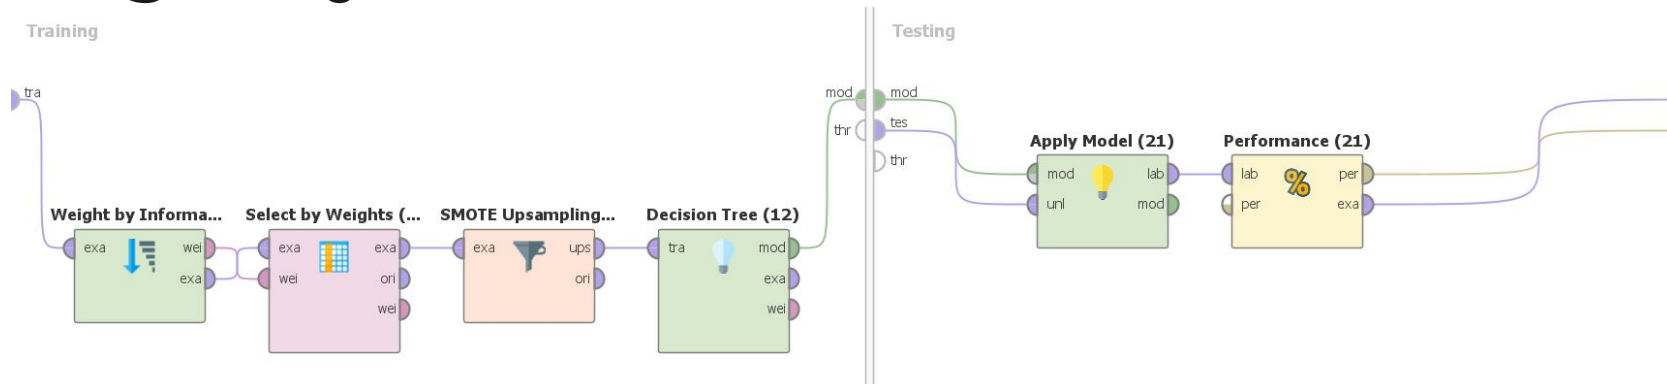 Training
tra
Weight by Informa...
exa
wei
exa
Select by Weights (...
exa
wei
exa
ori
wei
SMOTE Upsampling...
exa
ups
ori
Decision Tree (12)
tra
mod
exa
wei
mod
thr
Testing
mod
tes
thr
Apply Model (21)
mod
unl
lab
mod
Performance (21)
lab
per
%
per
exa